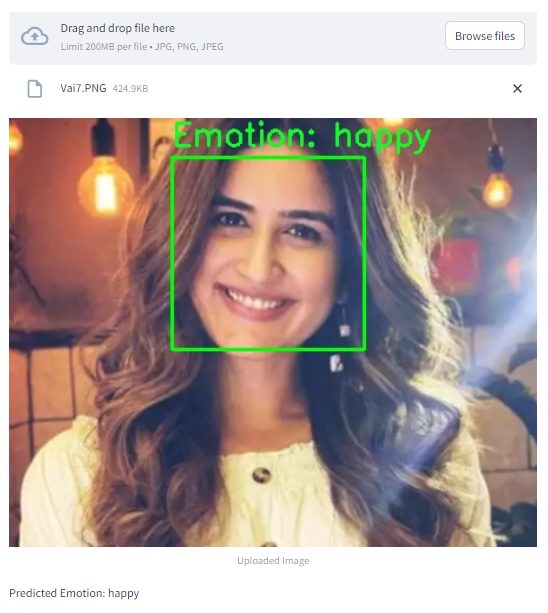 Drag and drop file here
Limit 200MB per file • JPG, PNG, JPEG
Browse files
Vai7.PNG 424.9KB
Emotion: happy
Uploaded Image
Predicted Emotion: happy